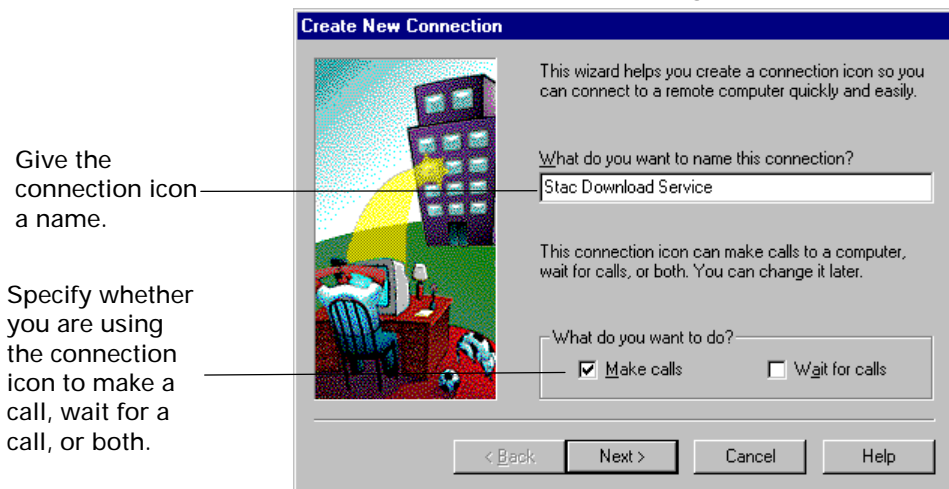 Create New Connection
This wizard helps you create a connection icon so you
can connect to a remote computer quickly and easily.
Give the
connection icon
a name.
What do you want to name this connection?
Stac Download Service
This connection icon can make calls to a computer,
wait for calls, or both. You can change it later.
Specify whether
you are using
the connection
icon to make a
call, wait for a
call, or both.
What do you want to do?
Make calls
Wait for calls
< Back
Next >
Cancel
Help